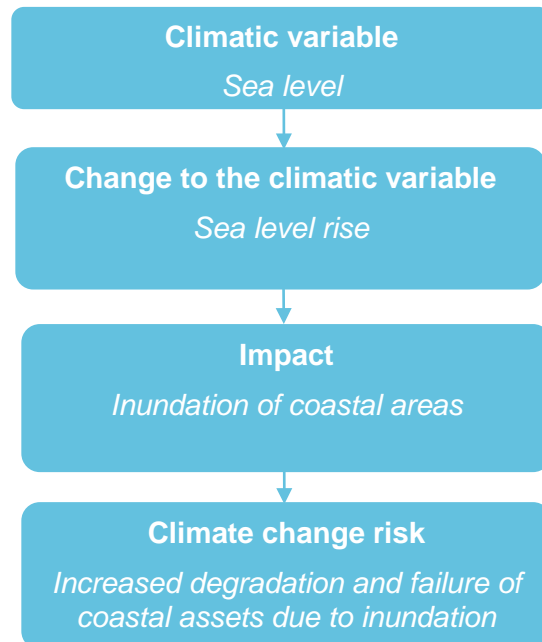 Climatic variable
Sea level
Change to the climatic variable
Sea level rise
Impact
Inundation of coastal areas
Climate change risk
Increased degradation and failure of
coastal assets due to inundation